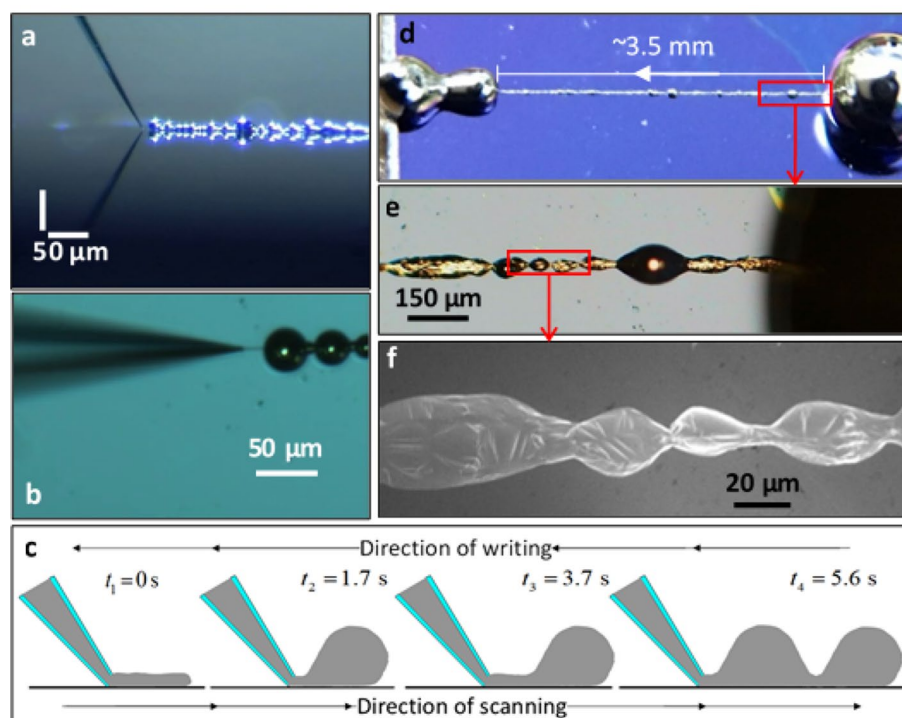 a
50 µm
b
50 µm
d
~3.5 mm
e
150 µm
f
20 µm
c
Direction of writing
t₁ = 0 s
t₂ = 1.7 s
t₃ = 3.7 s
t₄ = 5.6 s
Direction of scanning